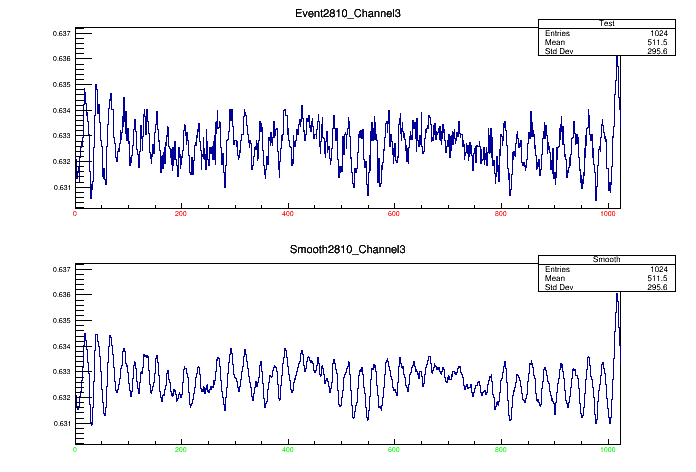 Event2810_Channel3
Test
Entries 1024
Mean 511.5
Std Dev 295.6
0.637
0.636
0.635
0.634
0.633
0.632
0.631
0 200 400 600 800 1000
Smooth2810_Channel3
Smooth
Entries 1024
Mean 511.5
Std Dev 295.6
0.637
0.636
0.635
0.634
0.633
0.632
0.631
0 200 400 600 800 1000